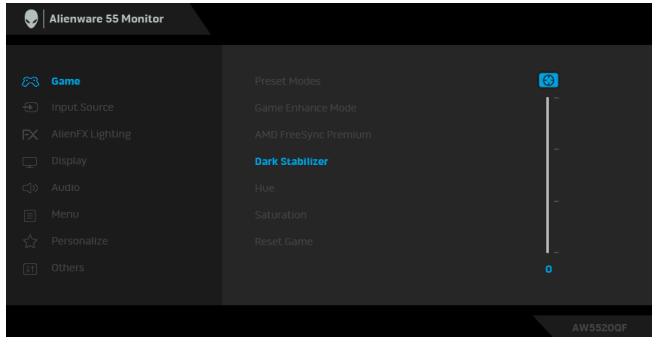 Alienware 55 Monitor
Game
Input Source
AlienFX Lighting
Display
Audio
Menu
Personalize
Others
Preset Modes
Game Enhance Mode
AMD FreeSync Premium
Dark Stabilizer
Hue
Saturation
Reset Game
0
AW5520QF